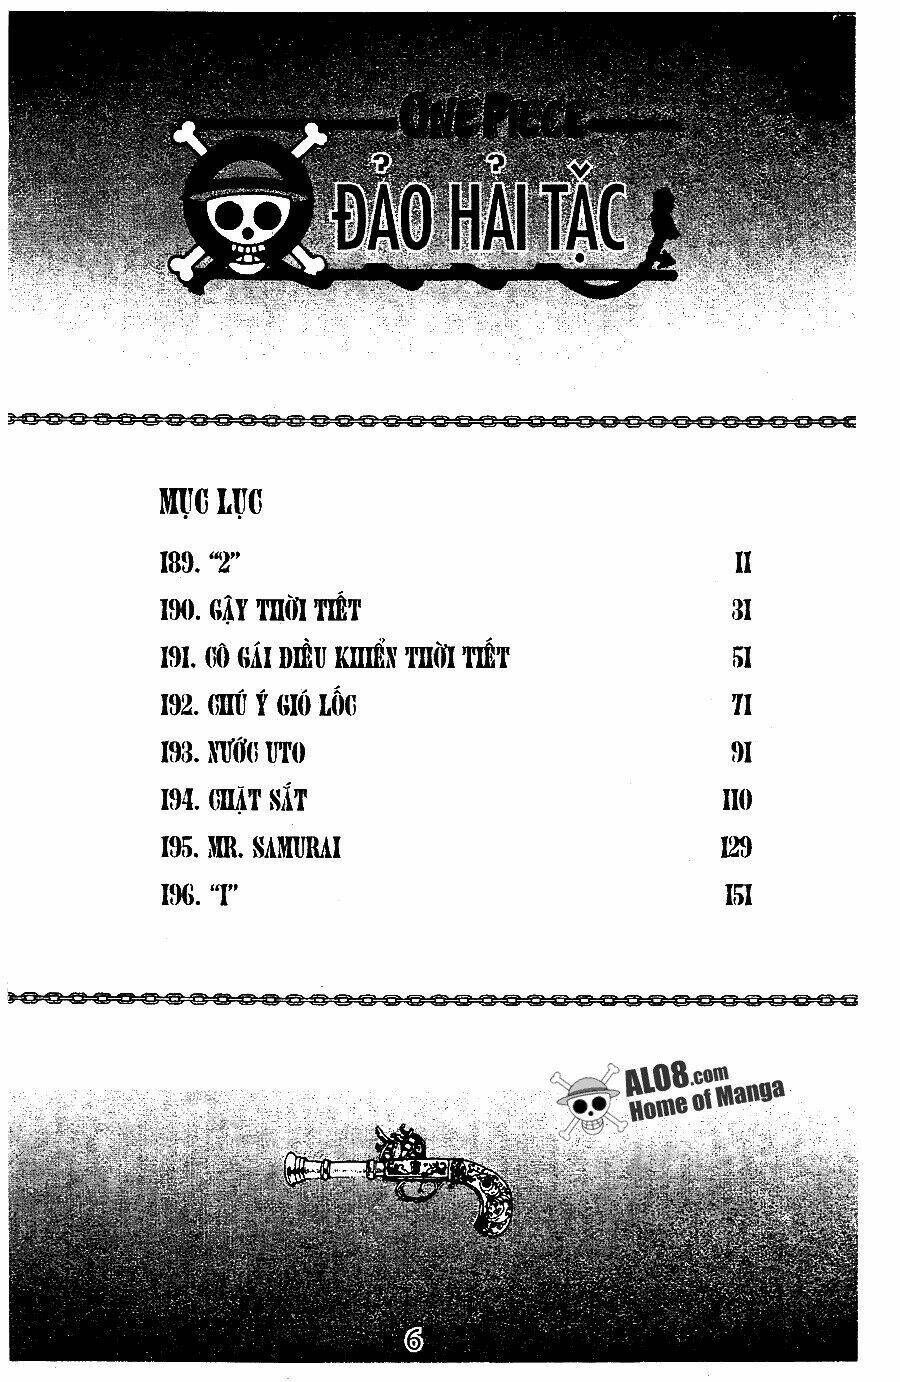 ONE PIECE
ĐẢO HẢI TẶC
MỤC LỤC
189. “2” 11
190. GẬY THỜI TIẾT 31
191. CÔ GÁI ĐIỀU KHIỂN THỜI TIẾT 51
192. CHÚ Ý GIÓ LỐC 71
193. NƯỚC UTO 91
194. CHẶT SẮT 110
195. MR. SAMURAI 129
196. “1” 151
ALO8.com
Home of Manga
6